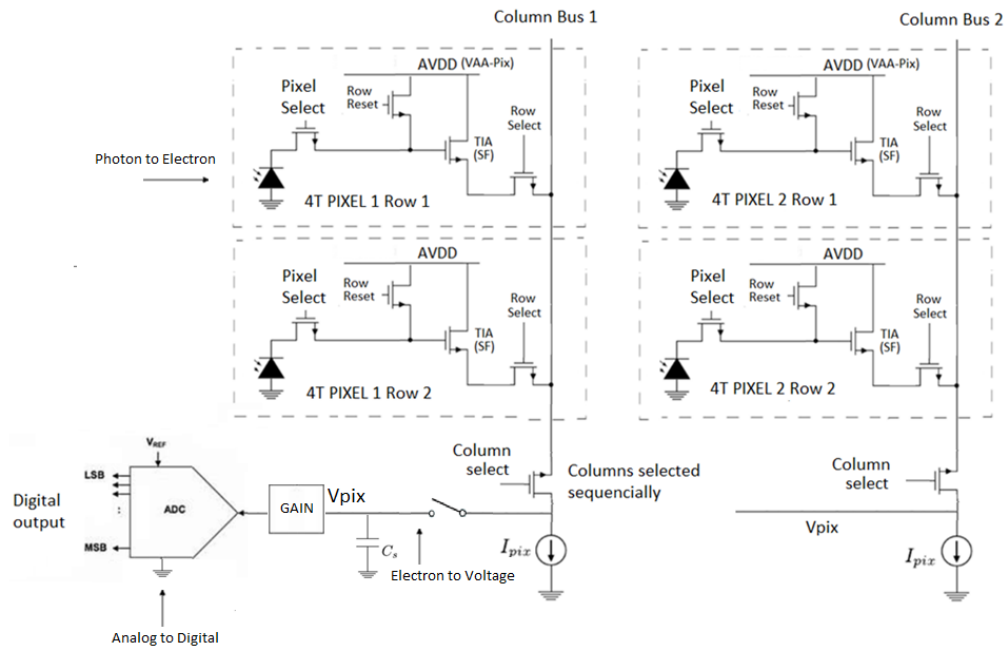 Column Bus 1
Column Bus 2
AVDD (VAA-Pix)
Pixel
Select
Row
Reset
Row
Select
TIA
(SF)
4T PIXEL 1 Row 1
AVDD (VAA-Pix)
Pixel
Select
Row
Reset
Row
Select
TIA
(SF)
4T PIXEL 2 Row 1
Photon to Electron
AVDD
Pixel
Select
Row
Reset
Row
Select
TIA
(SF)
4T PIXEL 1 Row 2
AVDD
Pixel
Select
Row
Reset
Row
Select
TIA
(SF)
4T PIXEL 2 Row 2
Column
select
Columns selected
sequencially
Column
select
Digital
output
VREF
LSB
:
MSB
ADC
GAIN
Vpix
Cs
Ipix
Electron to Voltage
Analog to Digital
Vpix
Ipix